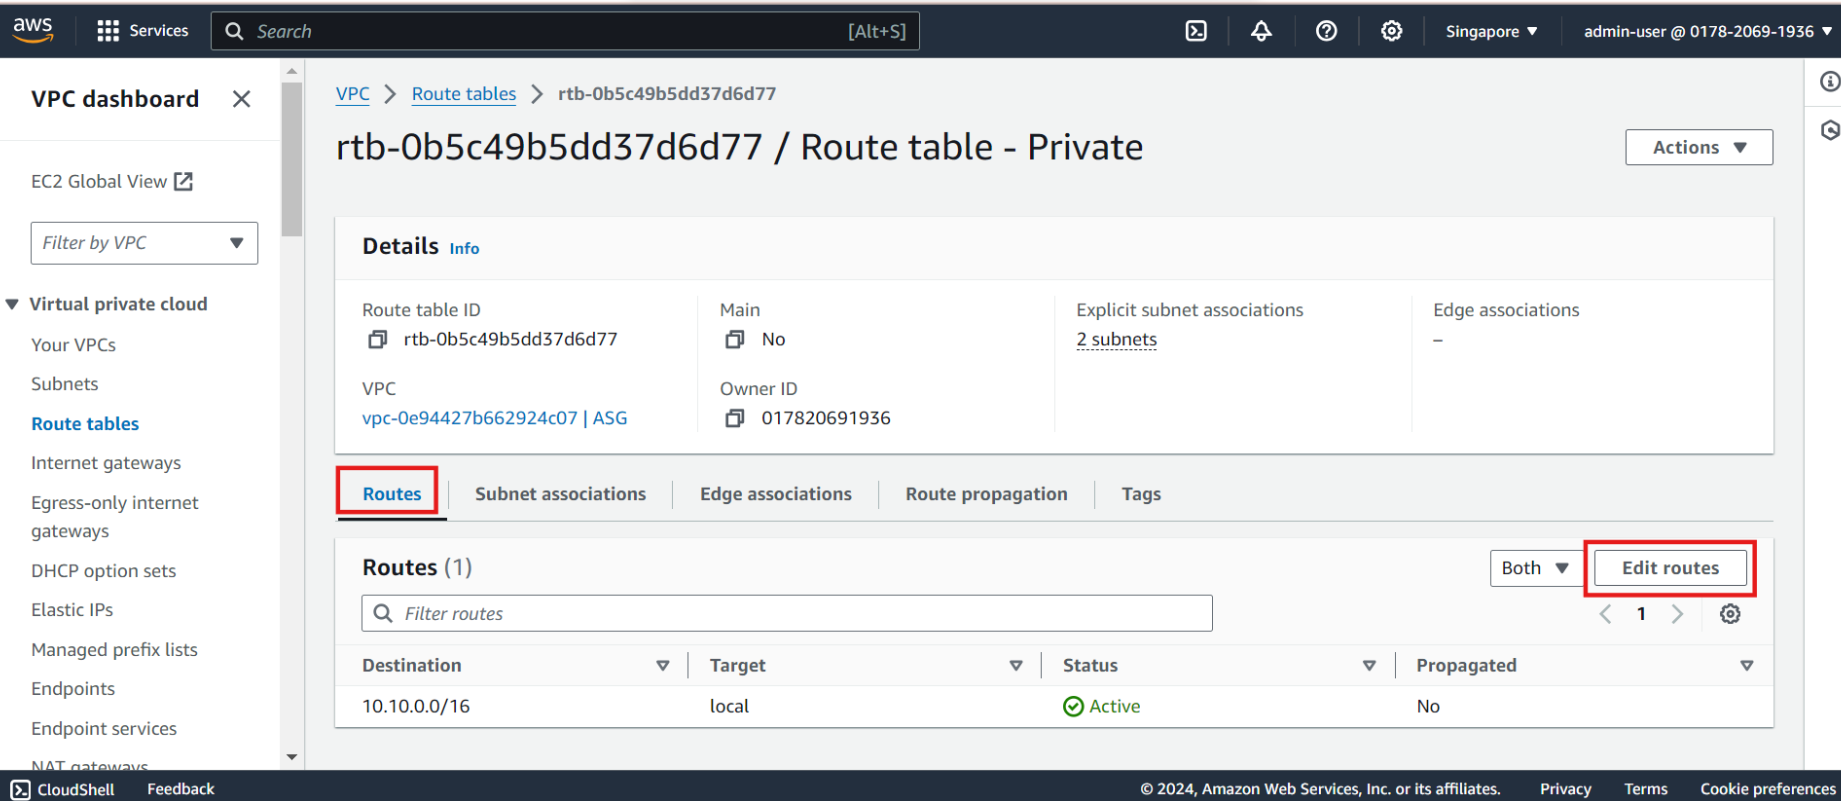 aws
Services
Search [Alt+S]
Singapore
admin-user @ 0178-2069-1936
VPC dashboard
EC2 Global View
Filter by VPC
Virtual private cloud
Your VPCs
Subnets
Route tables
Internet gateways
Egress-only internet
gateways
DHCP option sets
Elastic IPs
Managed prefix lists
Endpoints
Endpoint services
NAT gateways
VPC > Route tables > rtb-0b5c49b5dd37d6d77
rtb-0b5c49b5dd37d6d77 / Route table - Private
Actions
Details Info
Route table ID
rtb-0b5c49b5dd37d6d77
Main
No
Explicit subnet associations
2 subnets
Edge associations
–
VPC
vpc-0e94427b662924c07 | ASG
Owner ID
017820691936
Routes
Subnet associations
Edge associations
Route propagation
Tags
Routes (1)
Both
Edit routes
Filter routes
1
Destination Target Status Propagated
10.10.0.0/16 local Active No
CloudShell Feedback
© 2024, Amazon Web Services, Inc. or its affiliates. Privacy Terms Cookie preferences